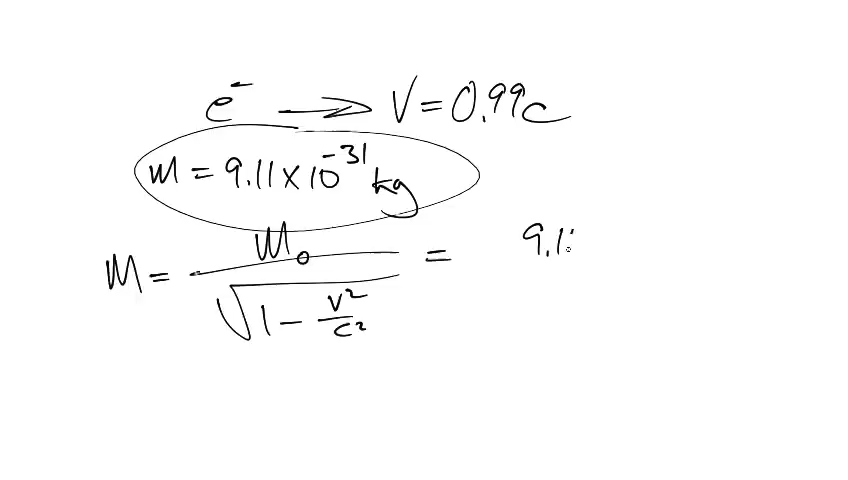 e⁻ → V = 0.99c
m = 9.11 × 10⁻³¹ kg
M = M₀ / √(1 - V²/C²) = 9.1